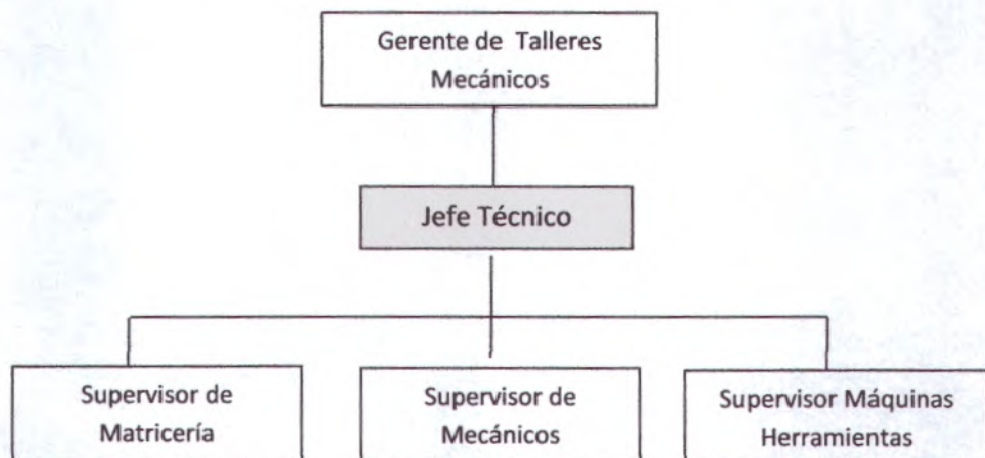 Gerente de Talleres
Mecánicos
Jefe Técnico
Supervisor de
Matricería
Supervisor de
Mecánicos
Supervisor Máquinas
Herramientas